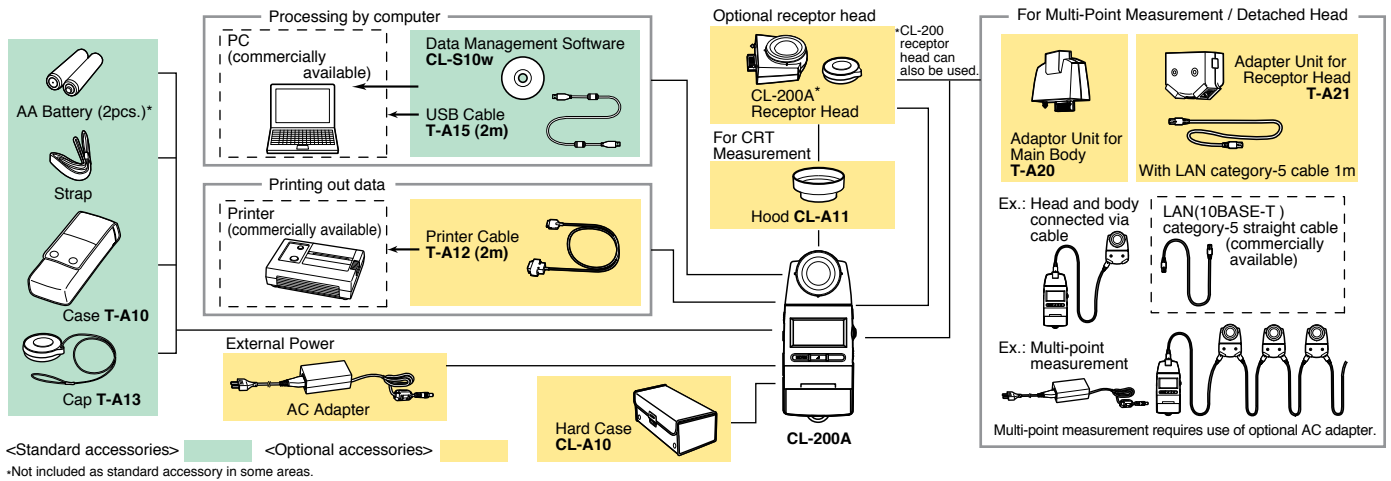 AA Battery (2pcs.)*
Strap
Case T-A10
Cap T-A13
Processing by computer
PC
(commercially
available)
Data Management Software
CL-S10w
USB Cable
T-A15 (2m)
Printing out data
Printer
(commercially available)
Printer Cable
T-A12 (2m)
External Power
AC Adapter
Optional receptor head
*CL-200
receptor
head can
also be used.
CL-200A*
Receptor Head
For CRT
Measurement
Hood CL-A11
Hard Case
CL-A10
CL-200A
For Multi-Point Measurement / Detached Head
Adaptor Unit for
Main Body
T-A20
Adapter Unit for
Receptor Head
T-A21
With LAN category-5 cable 1m
Ex.: Head and body
connected via
cable
LAN(10BASE-T )
category-5 straight cable
(commercially
available)
Ex.: Multi-point
measurement
Multi-point measurement requires use of optional AC adapter.
<Standard accessories>
<Optional accessories>
*Not included as standard accessory in some areas.